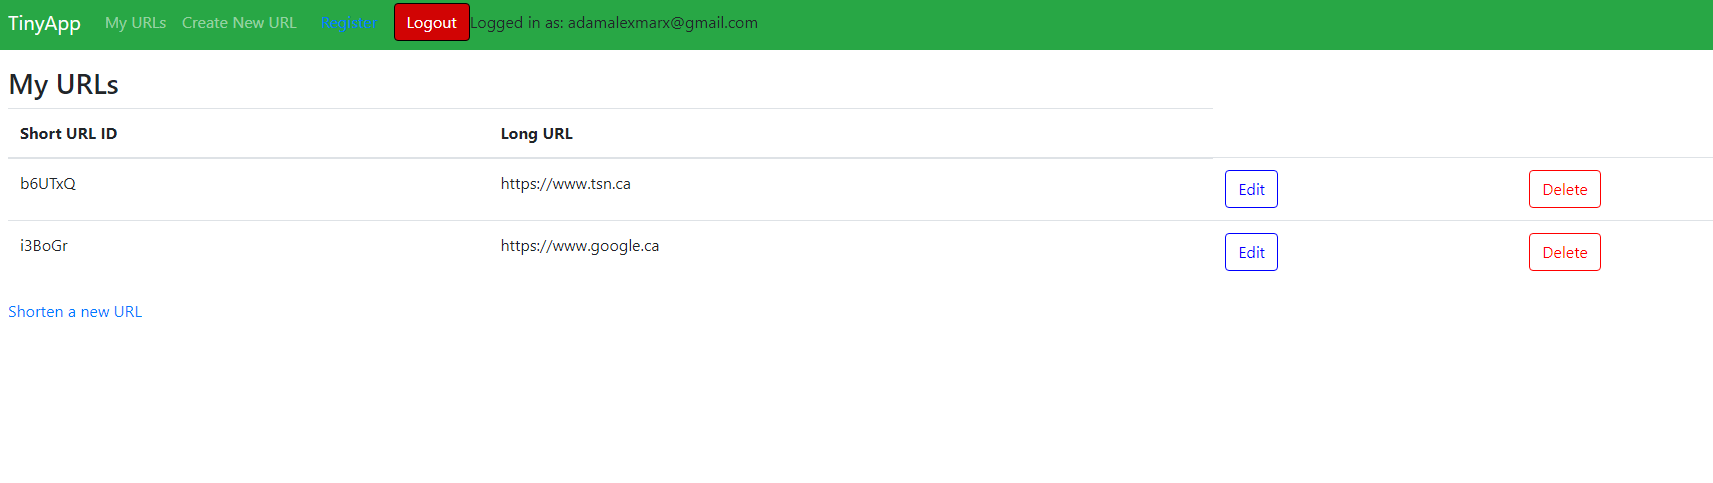 TinyApp My URLs Create New URL Register Logout Logged in as: adamalexmarx@gmail.com
My URLs
Short URL ID Long URL
b6UTxQ https://www.tsn.ca Edit Delete
i3BoGr https://www.google.ca Edit Delete
Shorten a new URL